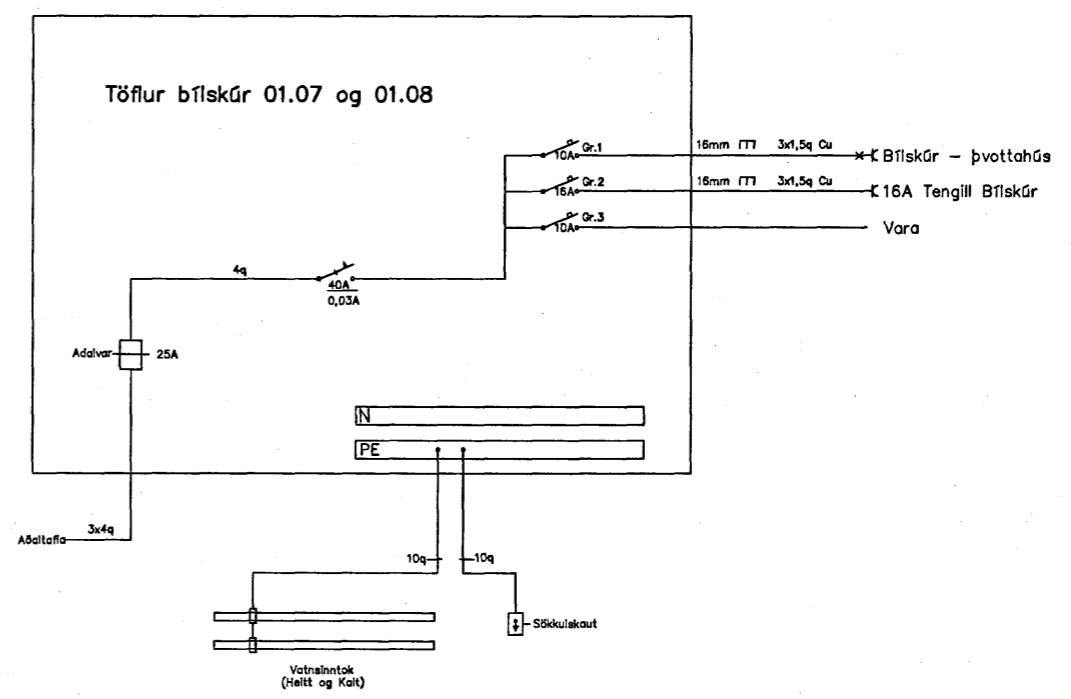 Töflur bílskúr 01.07 og 01.08
Gr.1
10A
16mm
3x1,5q Cu
Bílskúr – þvottahús
Gr.2
16A
16mm
3x1,5q Cu
16A Tengill Bílskúr
Gr.3
10A
Vara
4q
40A
0,03A
Aðalvar
25A
N
PE
3x4q
Aðaltafla
10q
10q
Sökkulskaut
Vatnsinntok
(Heitt og Kalt)